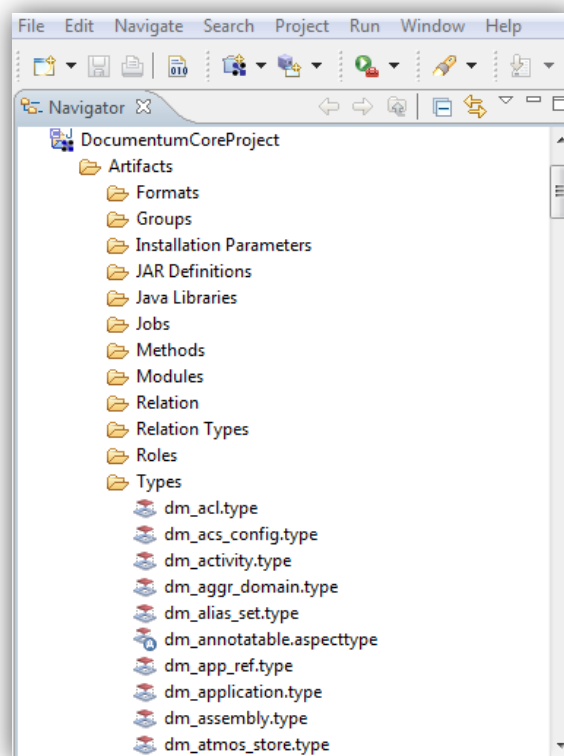 File Edit Navigate Search Project Run Window Help
010
Navigator
DocumentumCoreProject
Artifacts
Formats
Groups
Installation Parameters
JAR Definitions
Java Libraries
Jobs
Methods
Modules
Relation
Relation Types
Roles
Types
dm_acl.type
dm_acs_config.type
dm_activity.type
dm_aggr_domain.type
dm_alias_set.type
dm_annotatable.aspecttype
dm_app_ref.type
dm_application.type
dm_assembly.type
dm_atmos_store.type